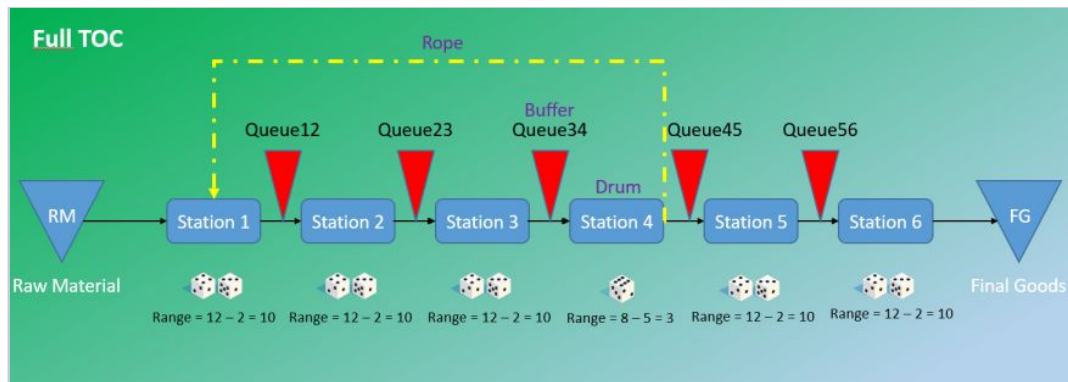 Full TOC
Rope
Buffer
Queue12 Queue23 Queue34 Queue45 Queue56
Drum
RM Station 1 Station 2 Station 3 Station 4 Station 5 Station 6 FG
Raw Material Final Goods
Range = 12 – 2 = 10 Range = 12 – 2 = 10 Range = 12 – 2 = 10 Range = 8 – 5 = 3 Range = 12 – 2 = 10 Range = 12 – 2 = 10